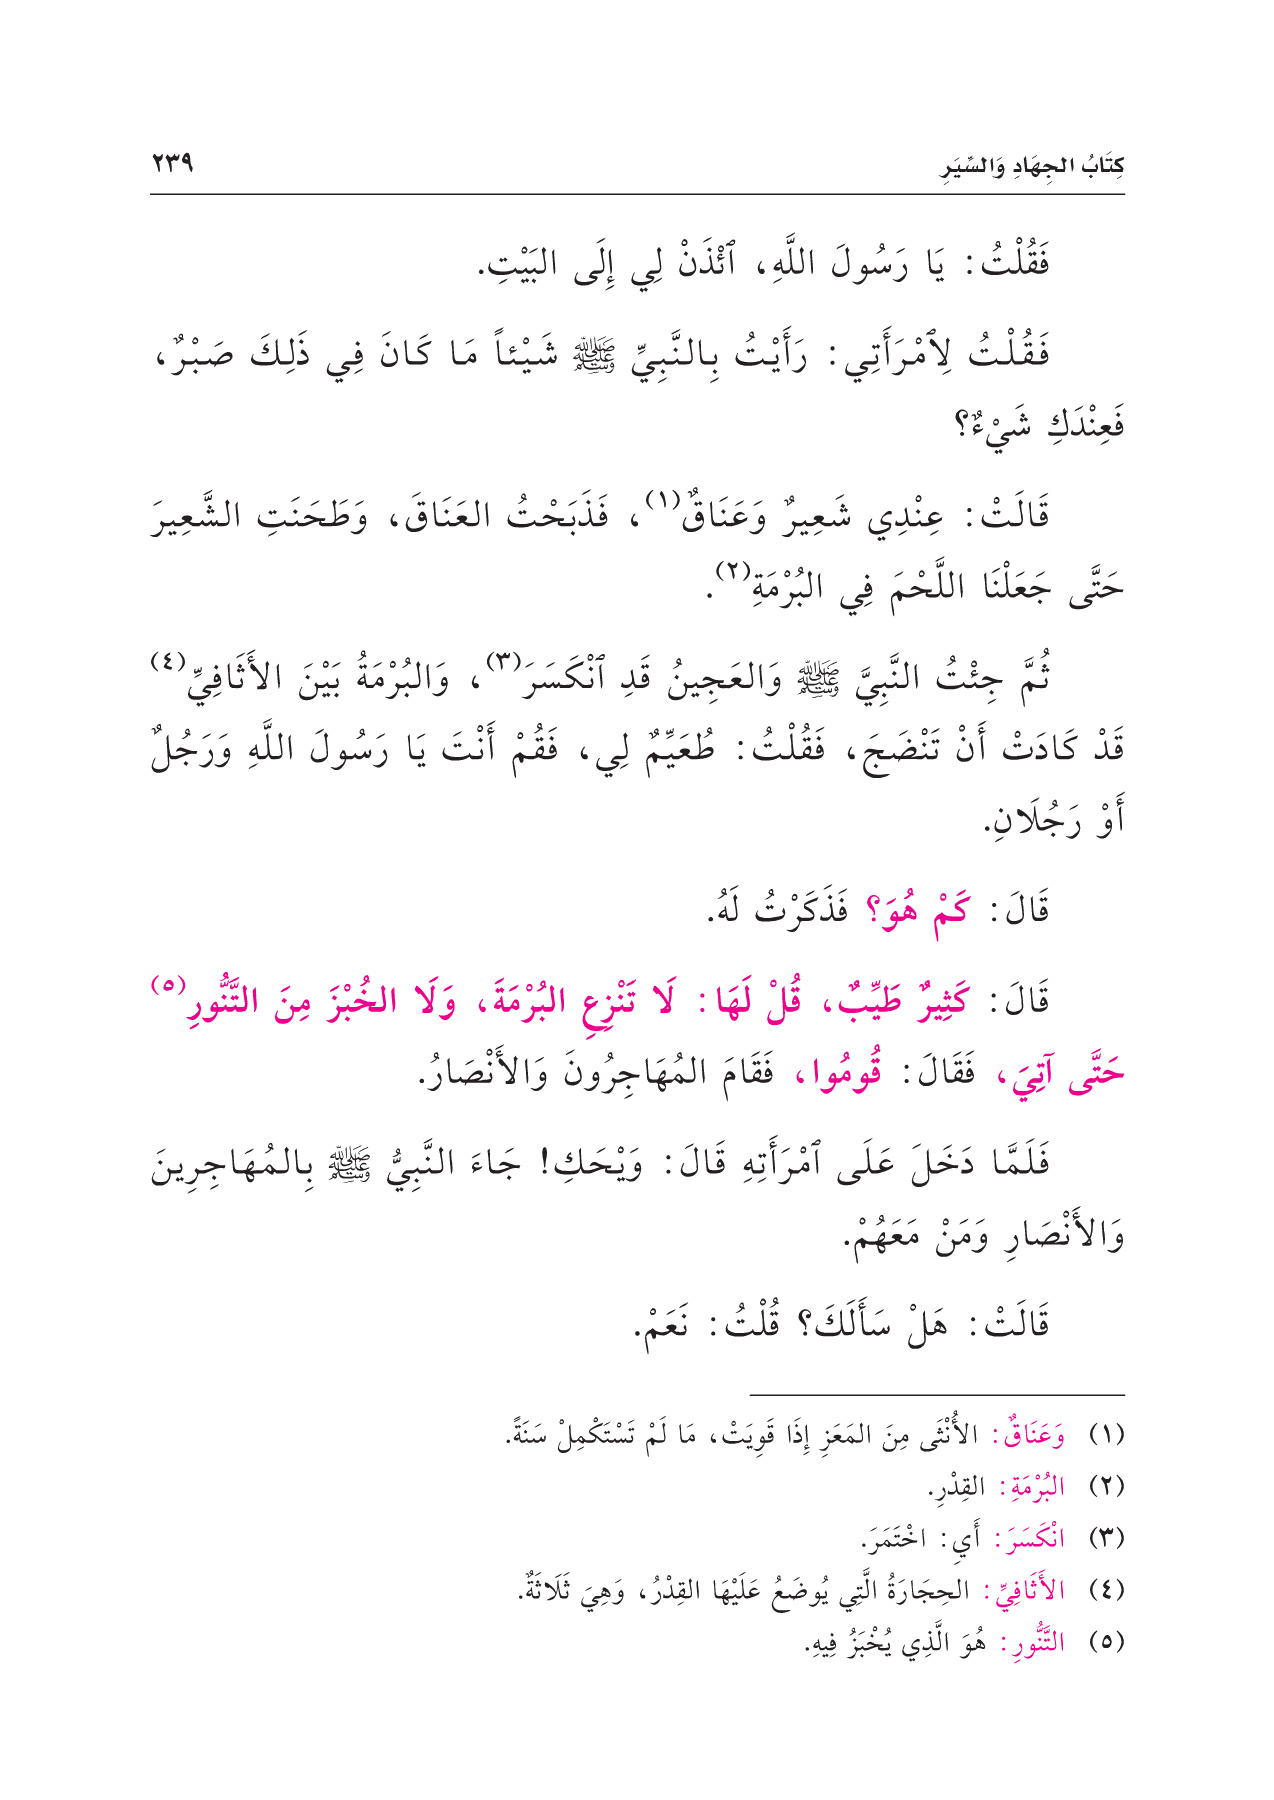 كِتَابُ الجِهَادِ وَالسِّيَرِ ٢٣٩
فَقُلْتُ: يَا رَسُولَ اللَّهِ، ٱئْذَنْ لِي إِلَى البَيْتِ.
فَقُلْتُ لِٱمْرَأَتِي: رَأَيْتُ بِالنَّبِيِّ ﷺ شَيْئاً مَا كَانَ فِي ذَلِكَ صَبْرٌ،
فَعِنْدَكِ شَيْءٌ؟
قَالَتْ: عِنْدِي شَعِيرٌ وَعَنَاقٌ(١)، فَذَبَحْتُ العَنَاقَ، وَطَحَنَتِ الشَّعِيرَ
حَتَّى جَعَلْنَا اللَّحْمَ فِي البُرْمَةِ(٢).
ثُمَّ جِئْتُ النَّبِيَّ ﷺ وَالعَجِينُ قَدِ ٱنْكَسَرَ(٣)، وَالبُرْمَةُ بَيْنَ الأَثَافِيِّ(٤)
قَدْ كَادَتْ أَنْ تَنْضَجَ، فَقُلْتُ: طُعَيِّمٌ لِي، فَقُمْ أَنْتَ يَا رَسُولَ اللَّهِ وَرَجُلٌ
أَوْ رَجُلَانِ.
قَالَ: كَمْ هُوَ؟ فَذَكَرْتُ لَهُ.
قَالَ: كَثِيرٌ طَيِّبٌ، قُلْ لَهَا: لَا تَنْزِعِ البُرْمَةَ، وَلَا الخُبْزَ مِنَ التَّنُّورِ(٥)
حَتَّى آتِيَ، فَقَالَ: قُومُوا، فَقَامَ المُهَاجِرُونَ وَالأَنْصَارُ.
فَلَمَّا دَخَلَ عَلَى ٱمْرَأَتِهِ قَالَ: وَيْحَكِ! جَاءَ النَّبِيُّ ﷺ بِالمُهَاجِرِينَ
وَالأَنْصَارِ وَمَنْ مَعَهُمْ.
قَالَتْ: هَلْ سَأَلَكَ؟ قُلْتُ: نَعَمْ.
(١) وَعَنَاقٌ: الأُنْثَى مِنَ المَعَزِ إِذَا قَوِيَتْ، مَا لَمْ تَسْتَكْمِلْ سَنَةً.
(٢) البُرْمَةِ: القِدْرِ.
(٣) انْكَسَرَ: أَيِ: اخْتَمَرَ.
(٤) الأَثَافِيِّ: الحِجَارَةُ الَّتِي يُوضَعُ عَلَيْهَا القِدْرُ، وَهِيَ ثَلَاثَةٌ.
(٥) التَّنُّورِ: هُوَ الَّذِي يُخْبَزُ فِيهِ.